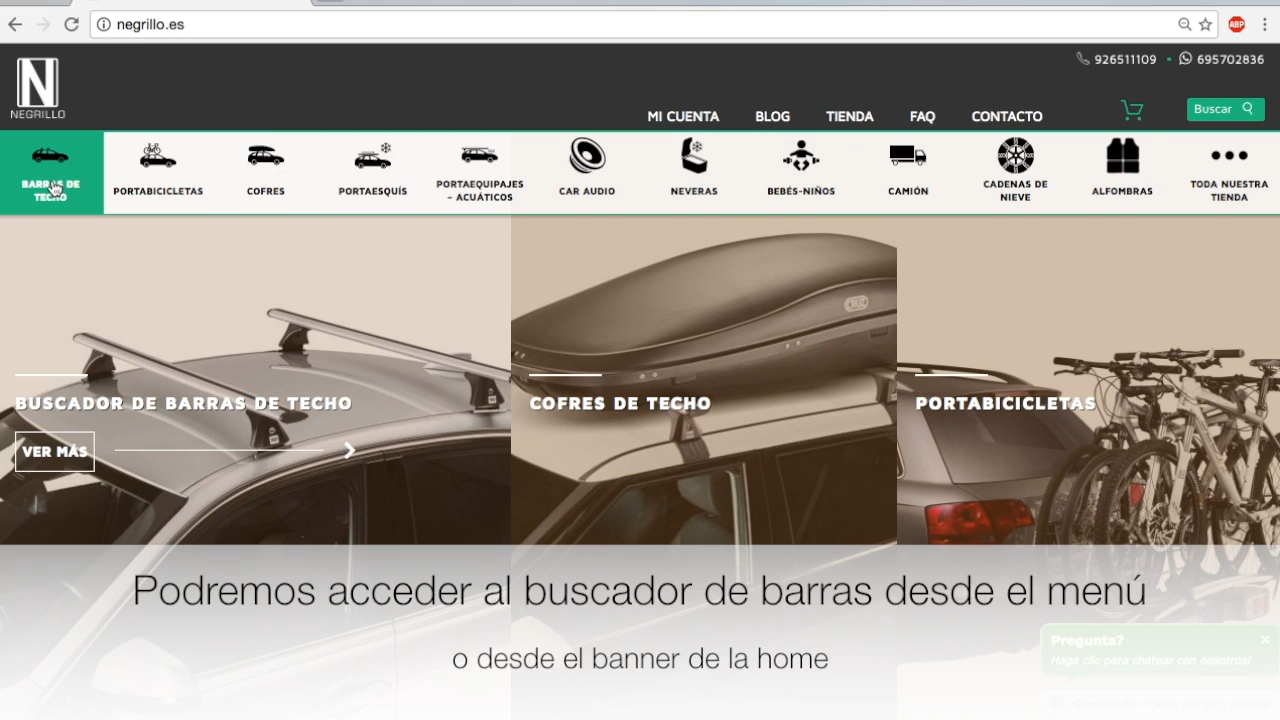 negrillo.es
ABP
N
NEGRILLO
926511109 • 695702836
MI CUENTA BLOG TIENDA FAQ CONTACTO
Buscar
BARRAS DE
TECHO
PORTABICICLETAS
COFRES
PORTAESQUÍS
PORTAEQUIPAJES
- ACUÁTICOS
CAR AUDIO
NEVERAS
BEBÉS-NIÑOS
CAMIÓN
CADENAS DE
NIEVE
ALFOMBRAS
TODA NUESTRA
TIENDA
BUSCADOR DE BARRAS DE TECHO
VER MÁS
COFRES DE TECHO
PORTABICICLETAS
Podremos acceder al buscador de barras desde el menú
o desde el banner de la home
Pregunta? ×
Haga clic para chatear con nosotros!